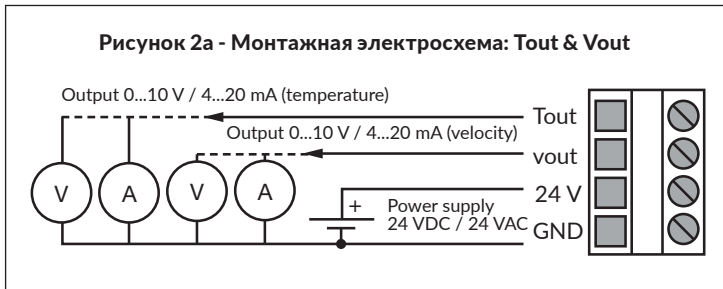 Рисунок 2a - Монтажная электросхема: Tout & Vout
Output 0...10 V / 4...20 mA (temperature)
Tout
Output 0...10 V / 4...20 mA (velocity)
vout
V
A
V
A
24 V
+
Power supply
24 VDC / 24 VAC
GND